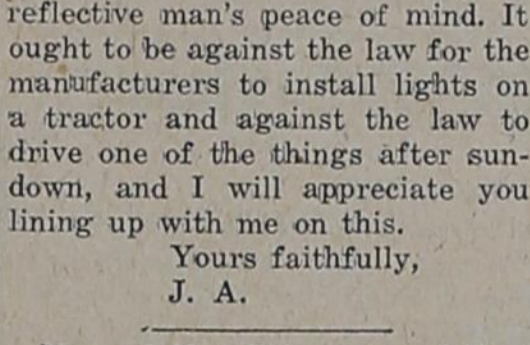 reflective man's peace of mind. It
ought to be against the law for the
manufacturers to install lights on
a tractor and against the law to
drive one of the things after sun-
down, and I will appreciate you
lining up with me on this.
Yours faithfully,
J. A.